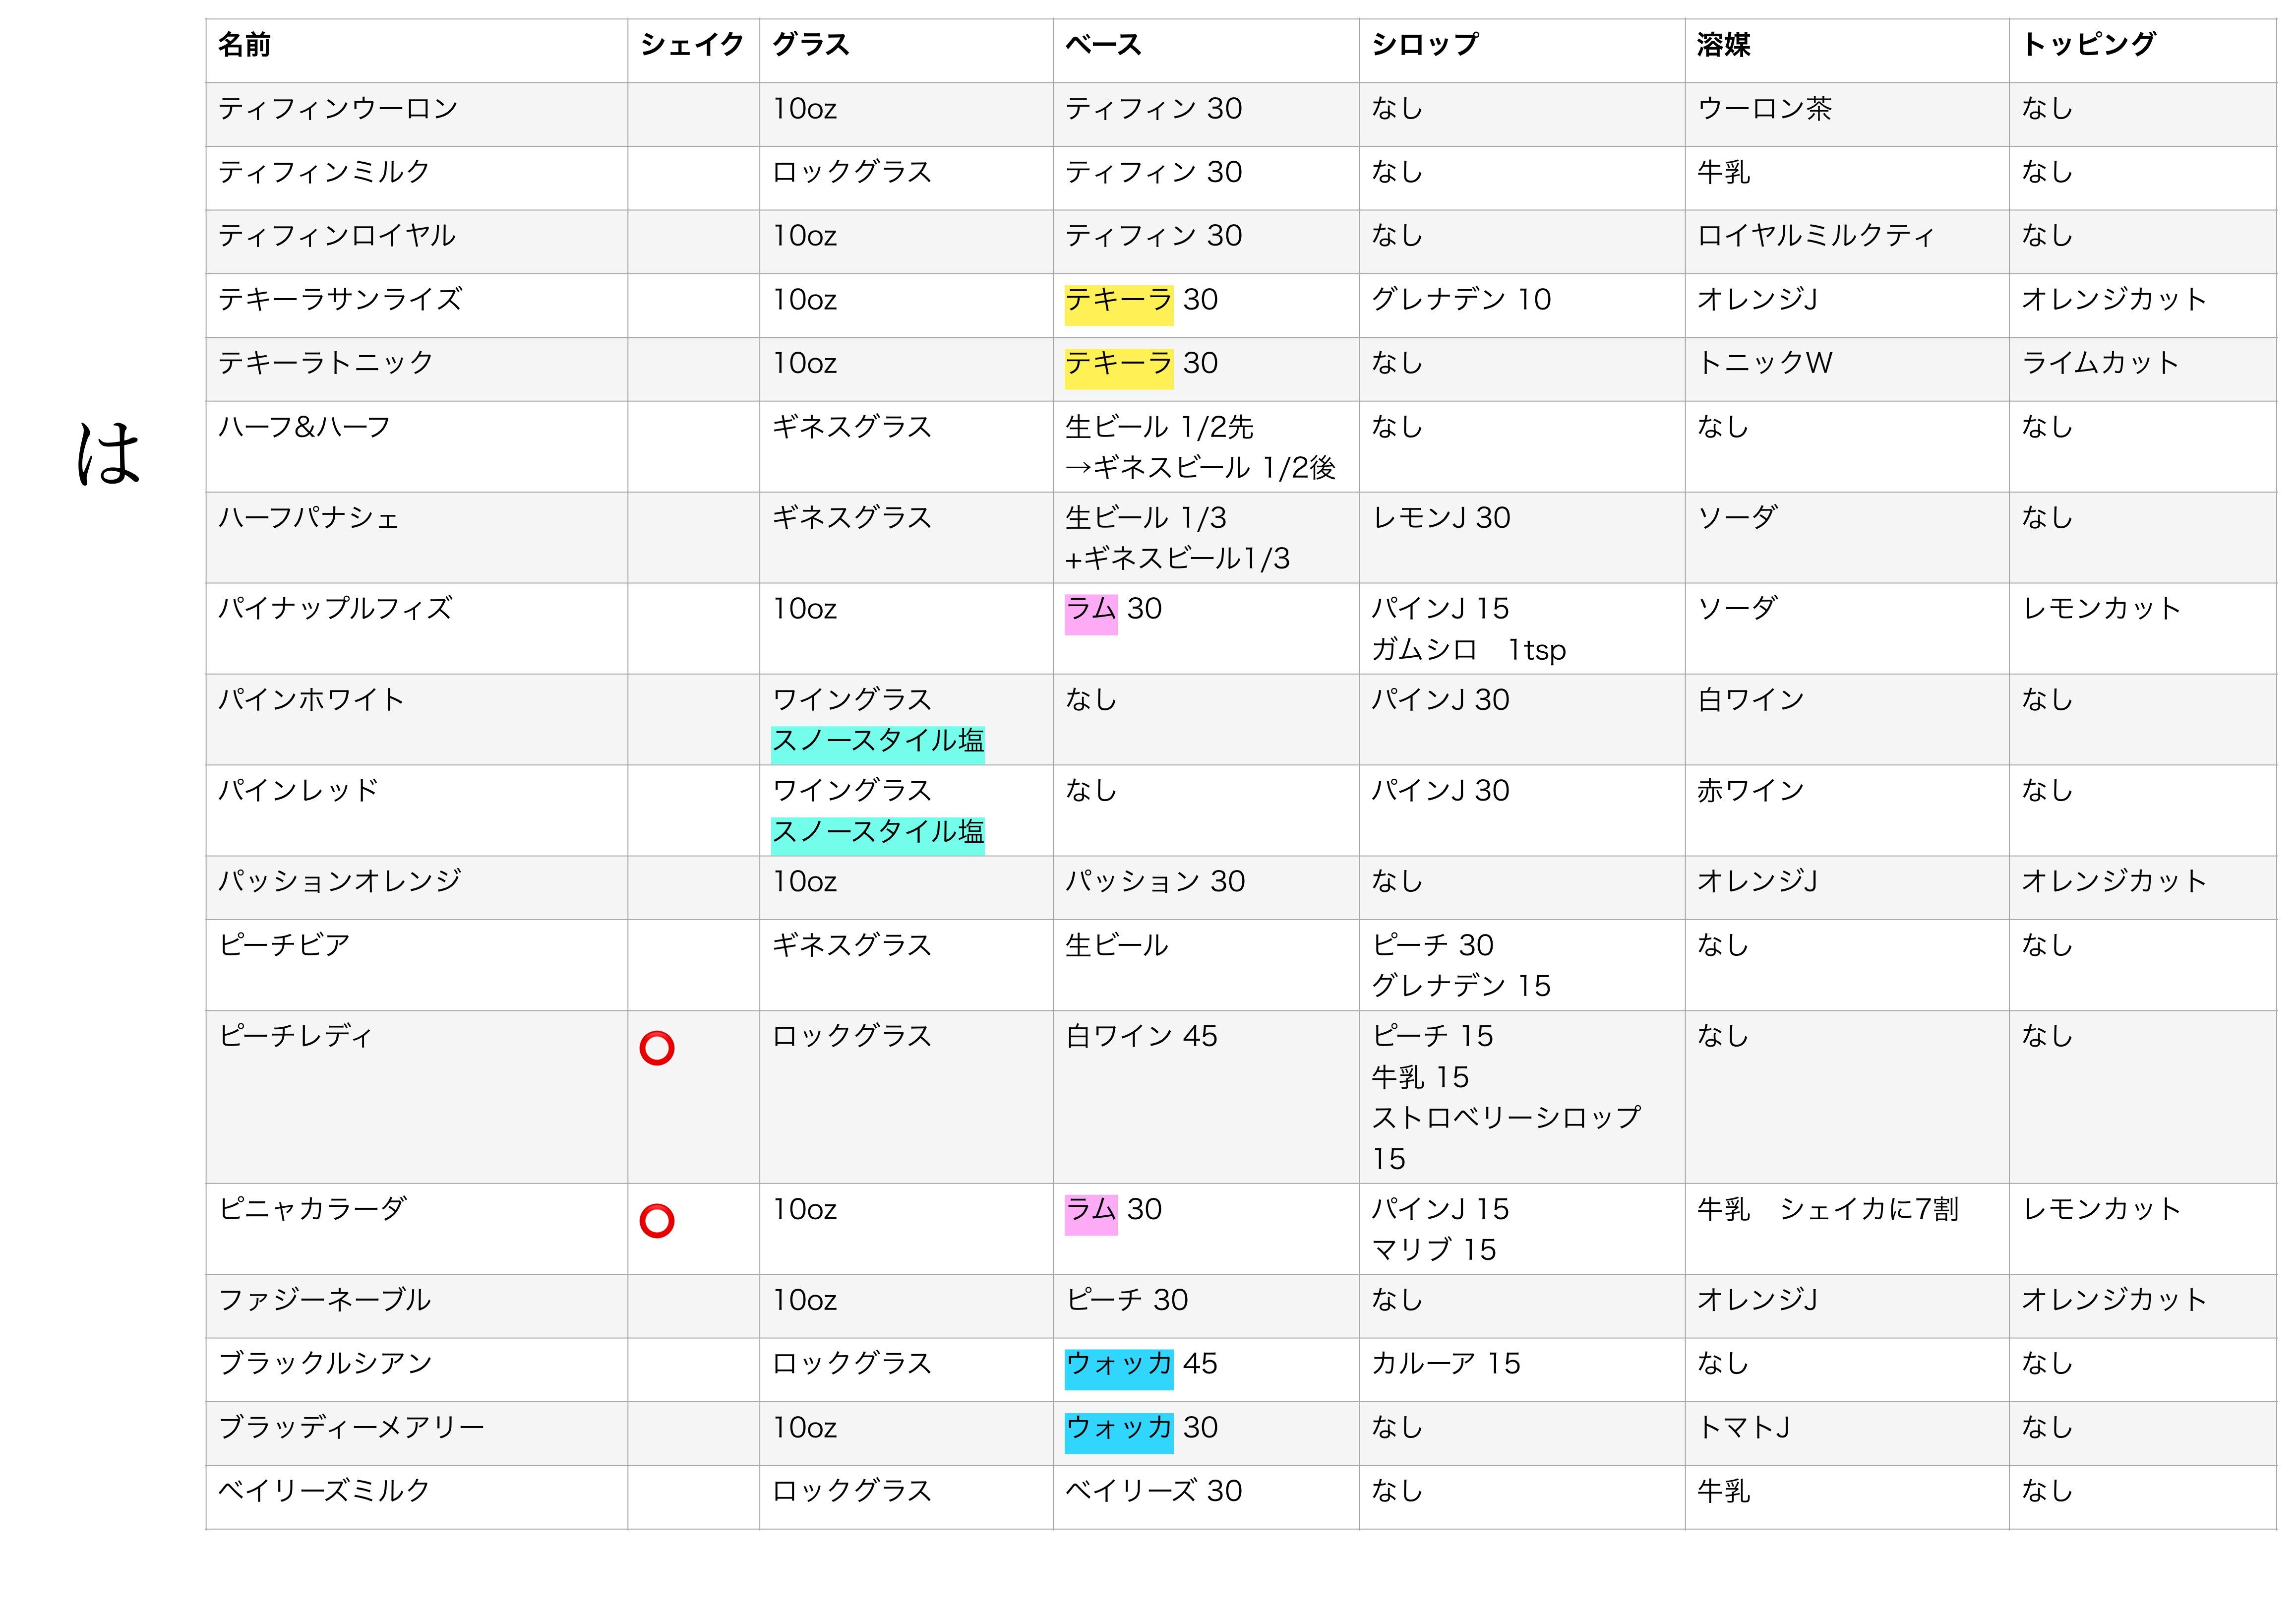 名前 シェイク グラス ベース シロップ 溶媒 トッピング
ティフィンウーロン 10oz ティフィン 30 なし ウーロン茶 なし
ティフィンミルク ロックグラス ティフィン 30 なし 牛乳 なし
ティフィンロイヤル 10oz ティフィン 30 なし ロイヤルミルクティ なし
テキーラサンライズ 10oz テキーラ 30 グレナデン 10 オレンジJ オレンジカット
テキーラトニック 10oz テキーラ 30 なし トニックW ライムカット
は
ハーフ&ハーフ ギネスグラス 生ビール 1/2先 なし なし なし
→ギネスビール 1/2後
ハーフパナシェ ギネスグラス 生ビール 1/3 レモンJ 30 ソーダ なし
+ギネスビール1/3
パイナップルフィズ 10oz ラム 30 パインJ 15 ソーダ レモンカット
ガムシロ　1tsp
パインホワイト ワイングラス なし パインJ 30 白ワイン なし
スノースタイル塩
パインレッド ワイングラス なし パインJ 30 赤ワイン なし
スノースタイル塩
パッションオレンジ 10oz パッション 30 なし オレンジJ オレンジカット
ピーチビア ギネスグラス 生ビール ピーチ 30 なし なし
グレナデン 15
ピーチレディ ⭕ ロックグラス 白ワイン 45 ピーチ 15 なし なし
牛乳 15
ストロベリーシロップ
15
ピニャカラーダ ⭕ 10oz ラム 30 パインJ 15 牛乳　シェイカに7割 レモンカット
マリブ 15
ファジーネーブル 10oz ピーチ 30 なし オレンジJ オレンジカット
ブラックルシアン ロックグラス ウォッカ 45 カルーア 15 なし なし
ブラッディーメアリー 10oz ウォッカ 30 なし トマトJ なし
ベイリーズミルク ロックグラス ベイリーズ 30 なし 牛乳 なし